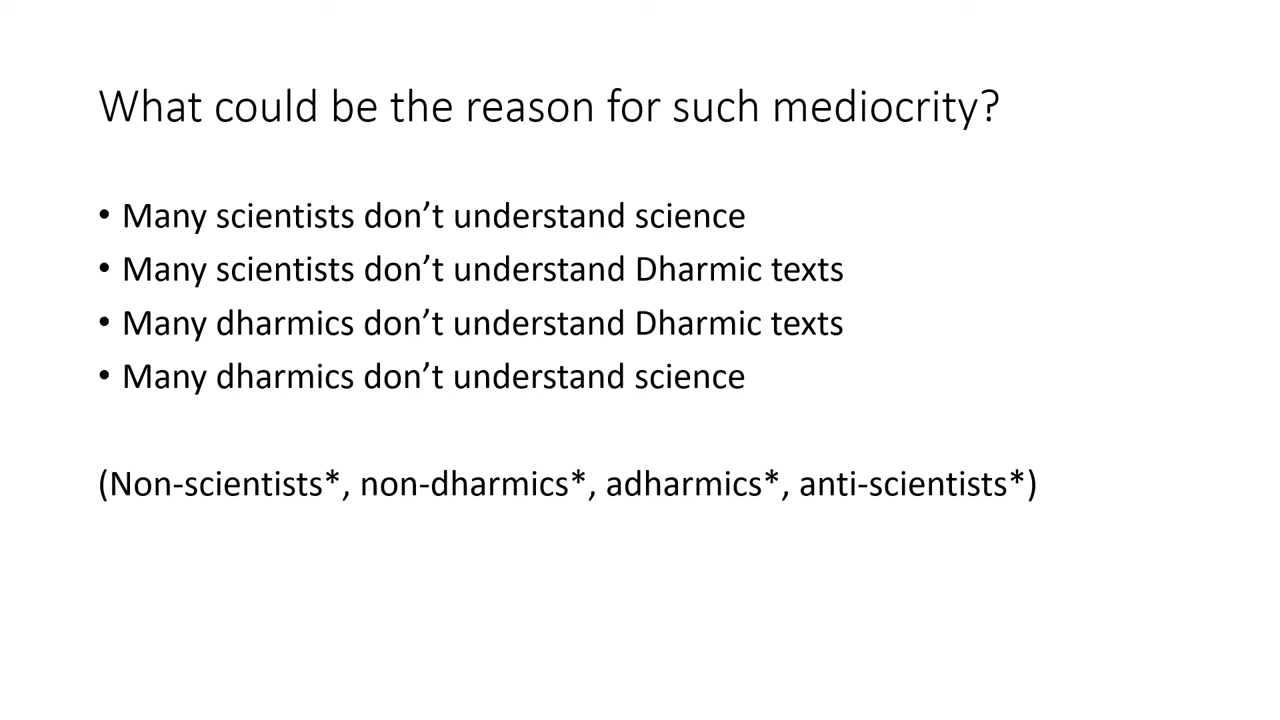 What could be the reason for such mediocrity?
• Many scientists don’t understand science
• Many scientists don’t understand Dharmic texts
• Many dharmics don’t understand Dharmic texts
• Many dharmics don’t understand science
(Non-scientists*, non-dharmics*, adharmics*, anti-scientists*)